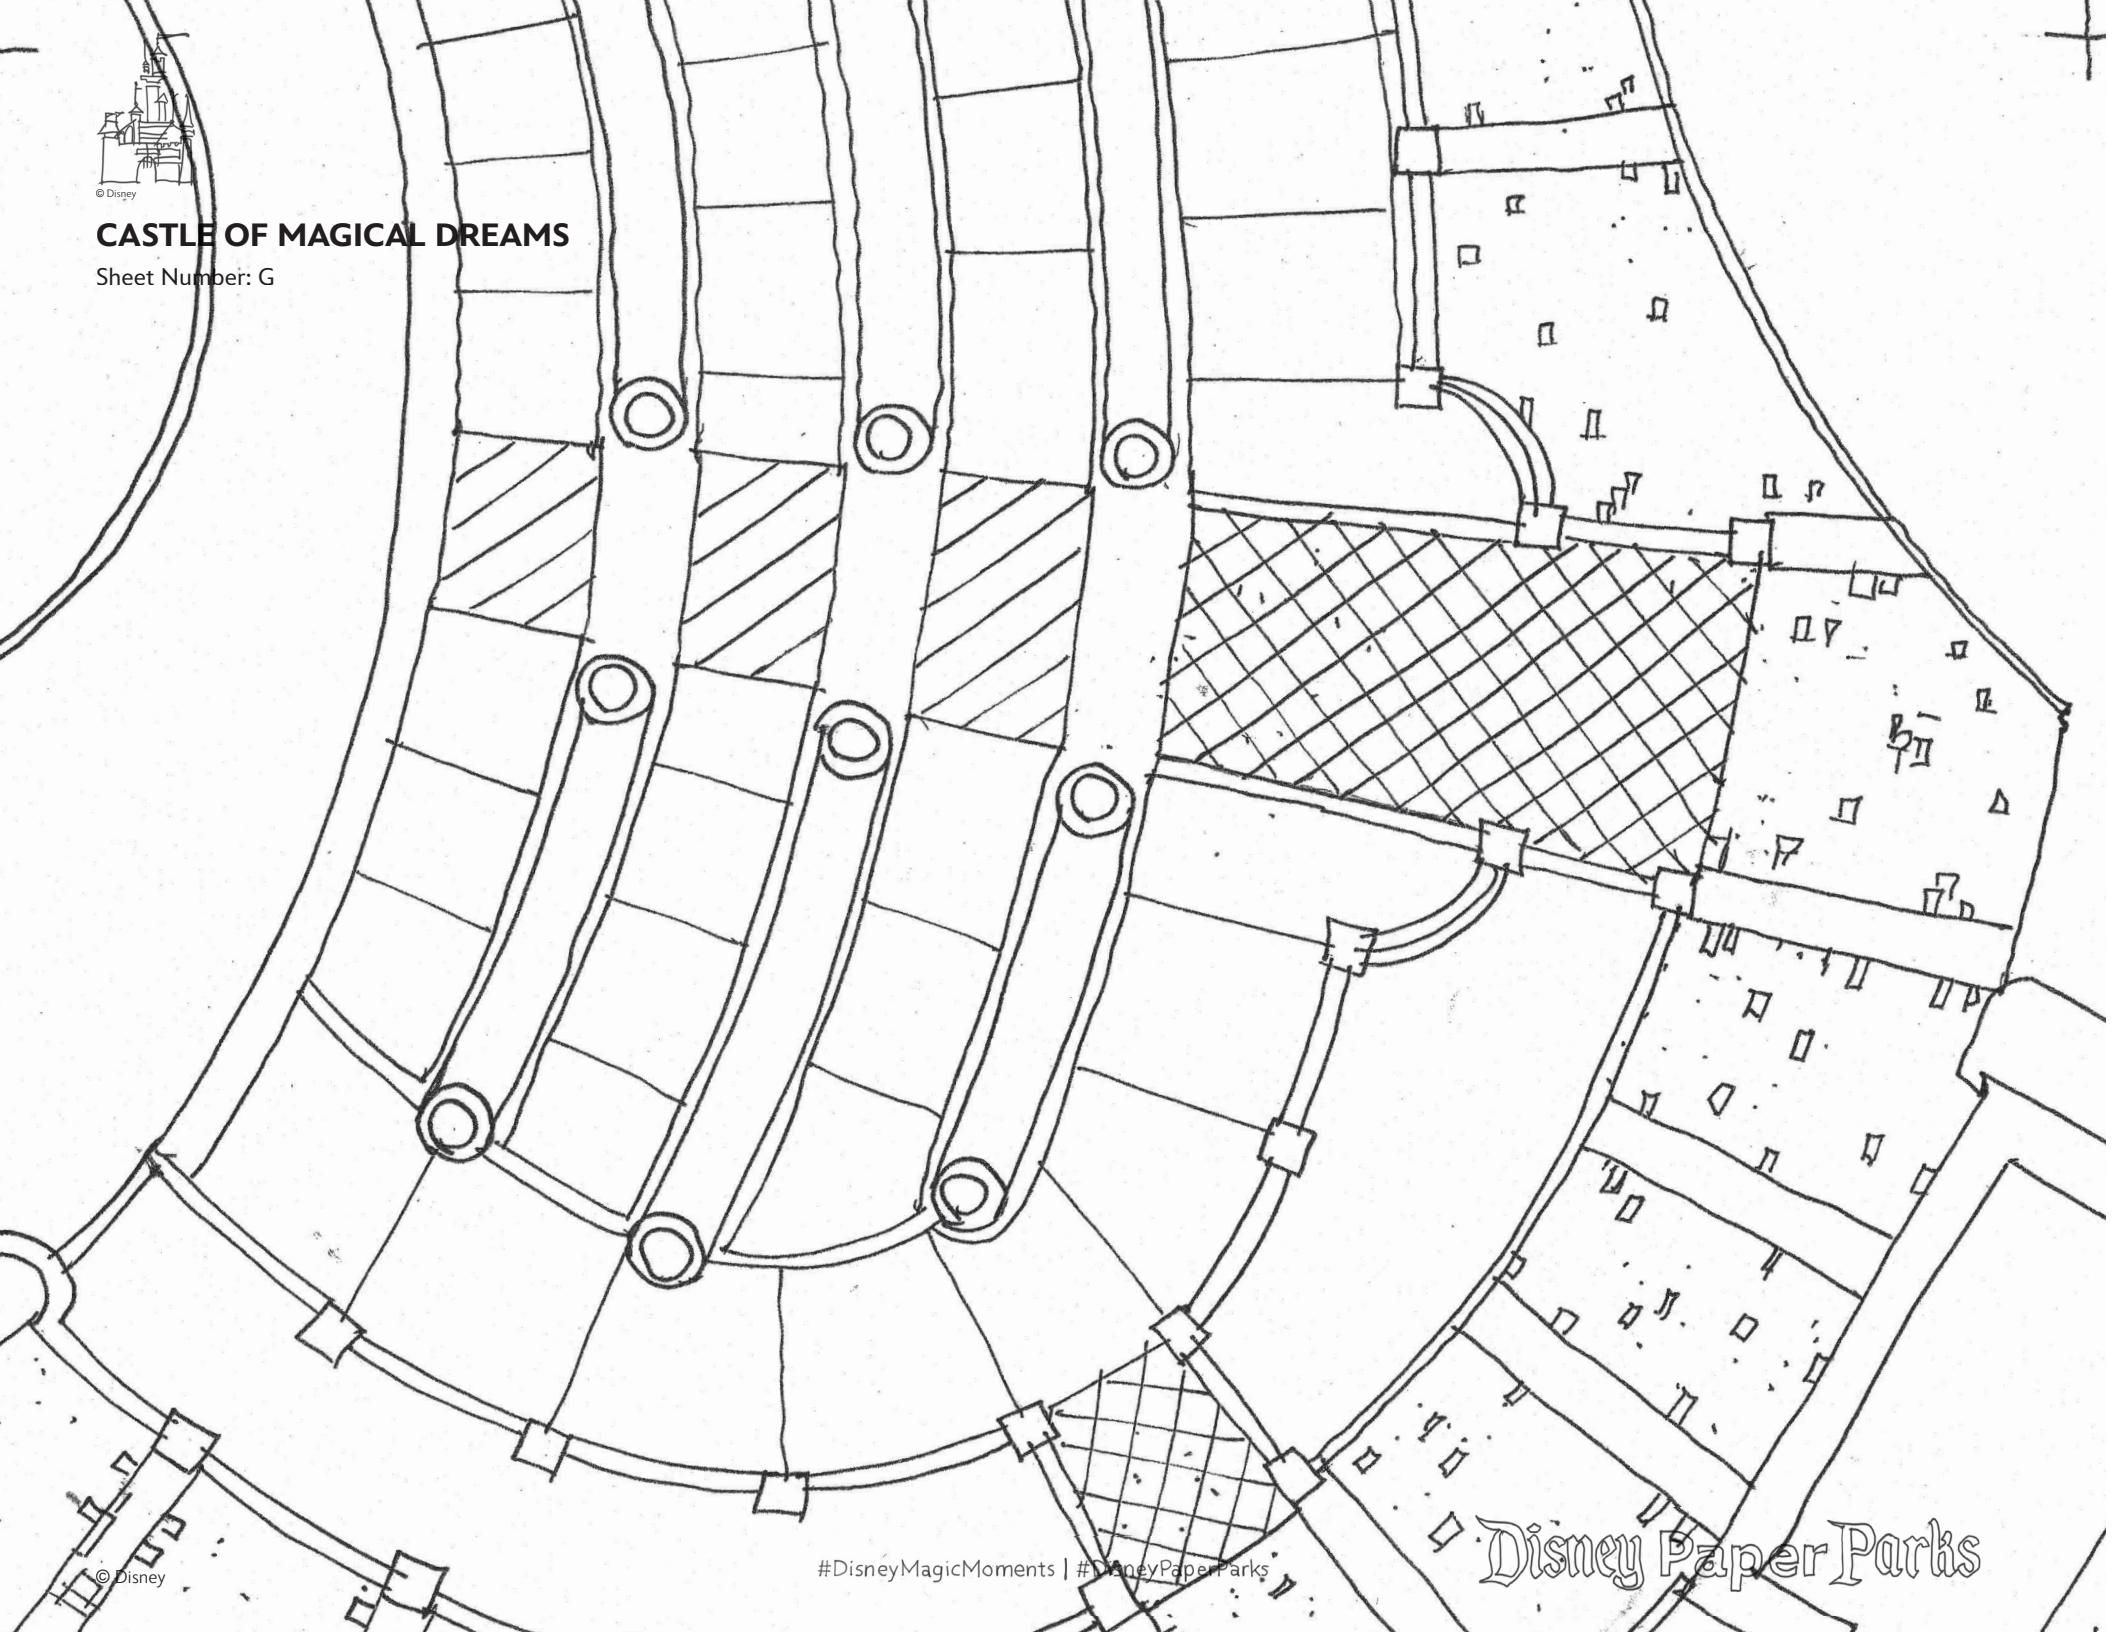 © Disney
CASTLE OF MAGICAL DREAMS
Sheet Number: G
© Disney
#DisneyMagicMoments | #DisneyPaperParks
Disney Paper Parks